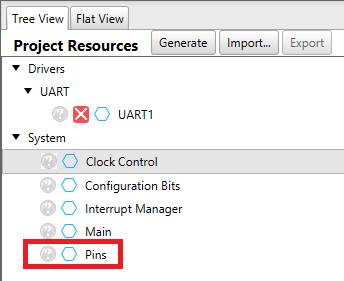 Tree View Flat View
Project Resources Generate Import... Export
Drivers
UART
UART1
System
Clock Control
Configuration Bits
Interrupt Manager
Main
Pins